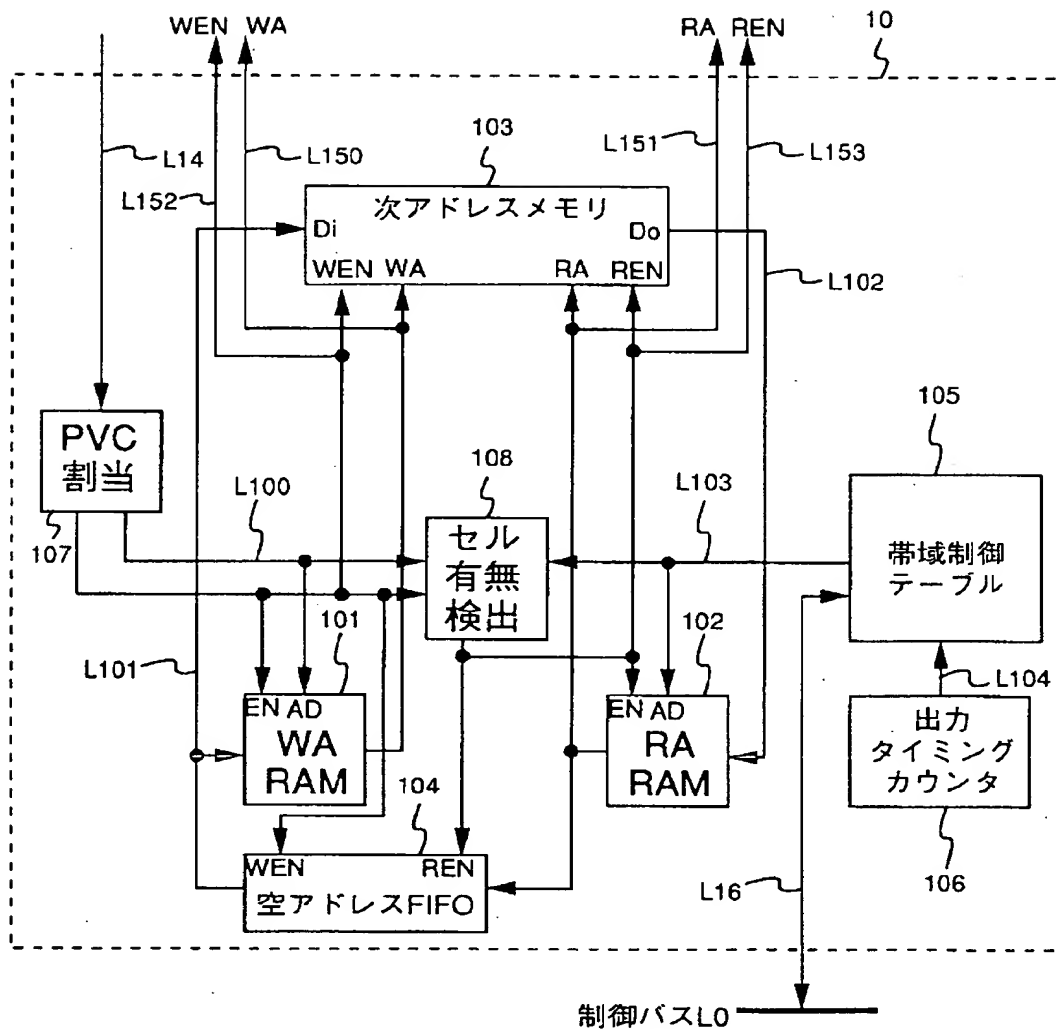 WEN WA
RA REN
10
103
L14
L150
L151
L153
L152
次アドレスメモリ
Di
Do
WEN WA
RA REN
L102
105
PVC
割当
108
L100
L103
107
セル
有無
検出
帯域制御
テーブル
101
102
L101
L104
EN AD
WA
RAM
EN AD
RA
RAM
出力
タイミング
カウンタ
104
WEN
REN
空アドレスFIFO
L16
106
制御バスL0